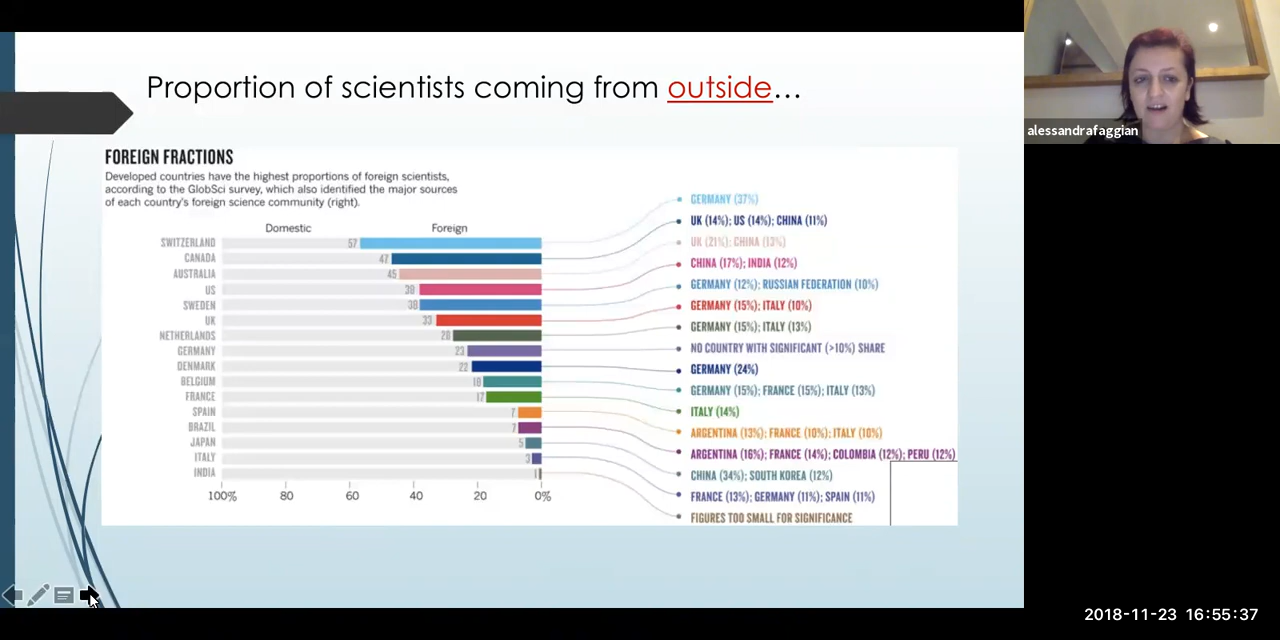 Proportion of scientists coming from outside...
alessandrafaggian
FOREIGN FRACTIONS
Developed countries have the highest proportions of foreign scientists,
according to the GlobSci survey, which also identified the major sources
of each country's foreign science community (right).
Domestic Foreign
SWITZERLAND 57 GERMANY (37%)
CANADA 47 UK (14%); US (14%); CHINA (11%)
AUSTRALIA 45 UK (21%); CHINA (13%)
US 38 CHINA (17%); INDIA (12%)
SWEDEN 38 GERMANY (12%); RUSSIAN FEDERATION (10%)
UK 33 GERMANY (15%); ITALY (10%)
NETHERLANDS 28 GERMANY (15%); ITALY (13%)
GERMANY 23 NO COUNTRY WITH SIGNIFICANT (>10%) SHARE
DENMARK 22 GERMANY (24%)
BELGIUM 18 GERMANY (15%); FRANCE (15%); ITALY (13%)
FRANCE 17 ITALY (14%)
SPAIN 7 ARGENTINA (13%); FRANCE (10%); ITALY (10%)
BRAZIL 7 ARGENTINA (16%); FRANCE (14%); COLOMBIA (12%); PERU (12%)
JAPAN 5 CHINA (34%); SOUTH KOREA (12%)
ITALY 3 FRANCE (13%); GERMANY (11%); SPAIN (11%)
INDIA 1 FIGURES TOO SMALL FOR SIGNIFICANCE
100% 80 60 40 20 0%
2018-11-23 16:55:37